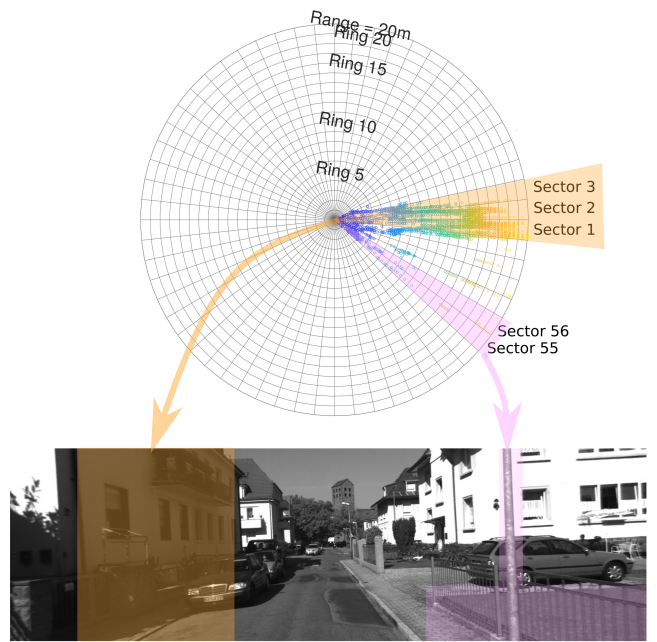 Range = 20m
Ring 20
Ring 15
Ring 10
Ring 5
Sector 3
Sector 2
Sector 1
Sector 56
Sector 55